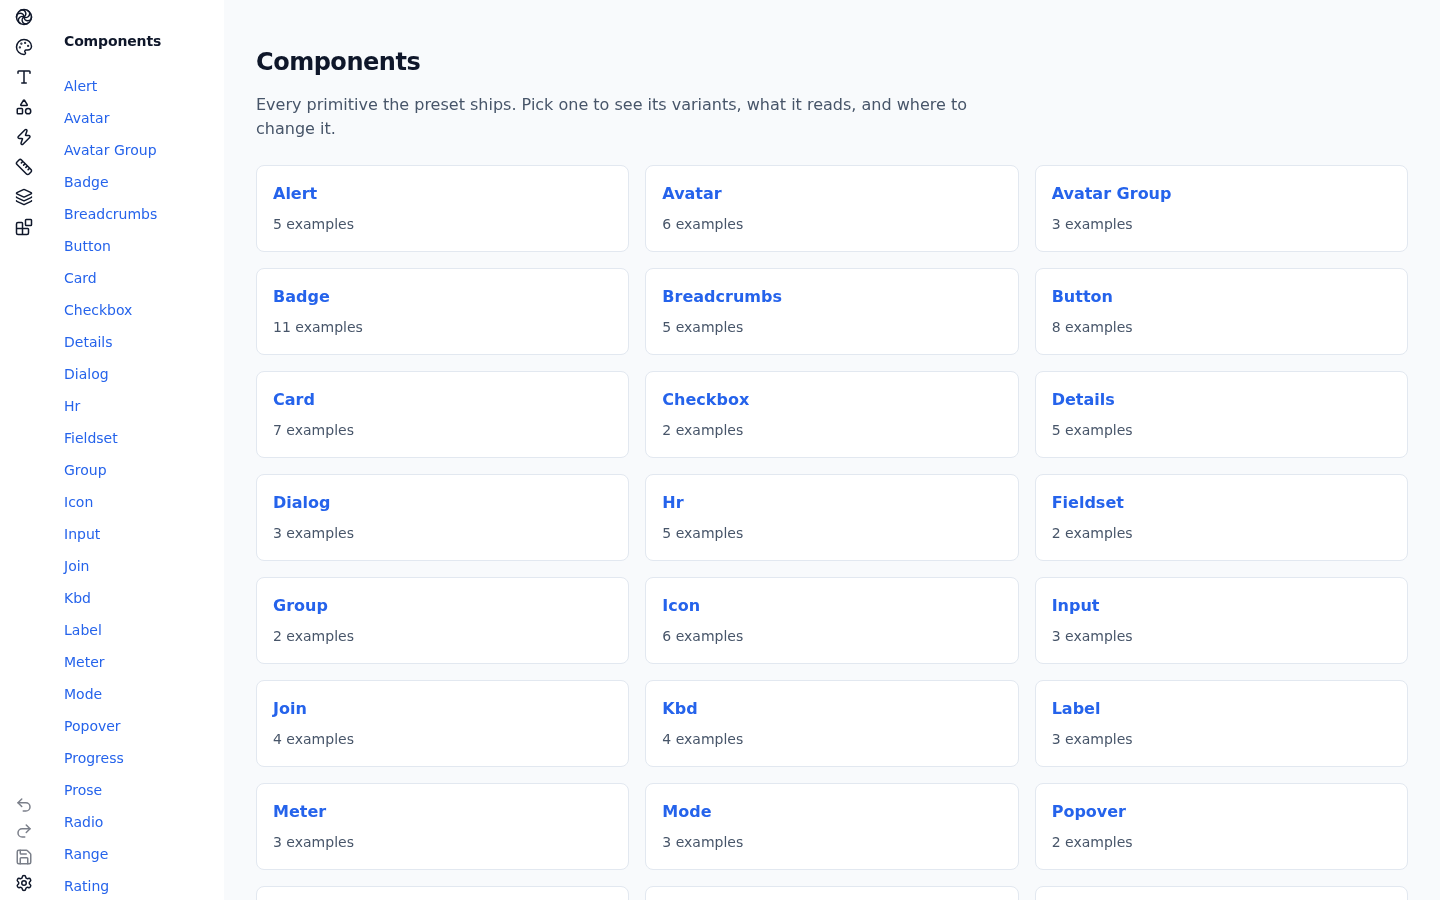 Components
Alert
Avatar
Avatar Group
Badge
Breadcrumbs
Button
Card
Checkbox
Details
Dialog
Hr
Fieldset
Group
Icon
Input
Join
Kbd
Label
Meter
Mode
Popover
Progress
Prose
Radio
Range
Rating
Components
Every primitive the preset ships. Pick one to see its variants, what it reads, and where to
change it.
Alert
5 examples
Avatar
6 examples
Avatar Group
3 examples
Badge
11 examples
Breadcrumbs
5 examples
Button
8 examples
Card
7 examples
Checkbox
2 examples
Details
5 examples
Dialog
3 examples
Hr
5 examples
Fieldset
2 examples
Group
2 examples
Icon
6 examples
Input
3 examples
Join
4 examples
Kbd
4 examples
Label
3 examples
Meter
3 examples
Mode
3 examples
Popover
2 examples